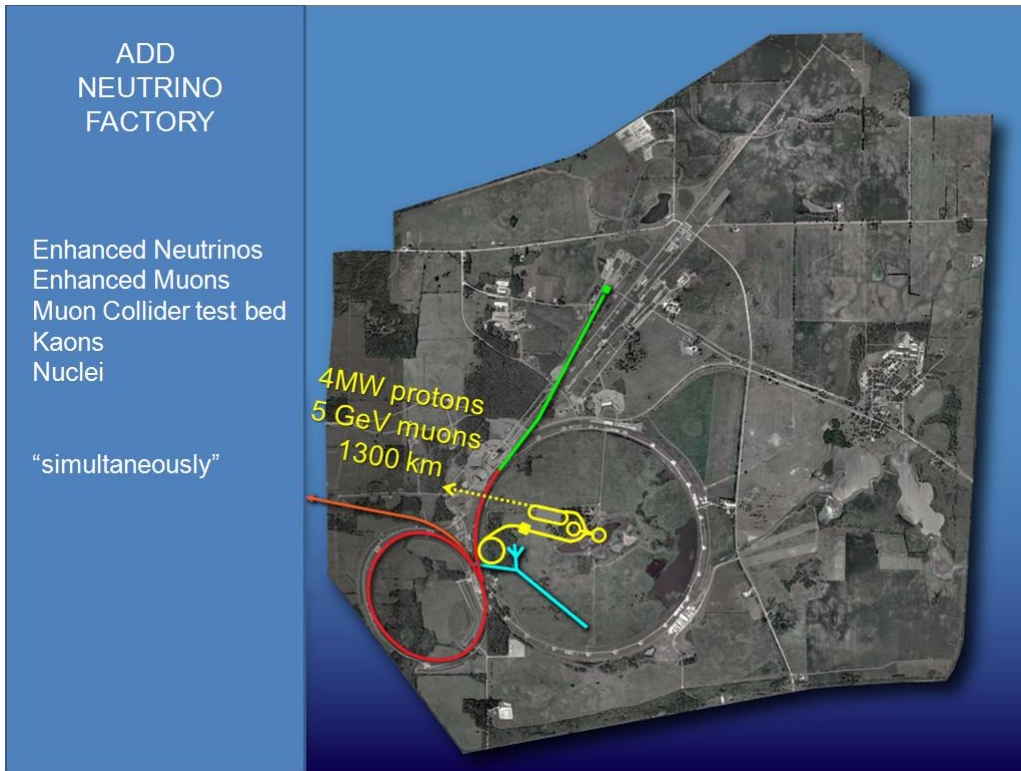 ADD
NEUTRINO
FACTORY
Enhanced Neutrinos
Enhanced Muons
Muon Collider test bed
Kaons
Nuclei
“simultaneously”
4MW protons
5 GeV muons
1300 km